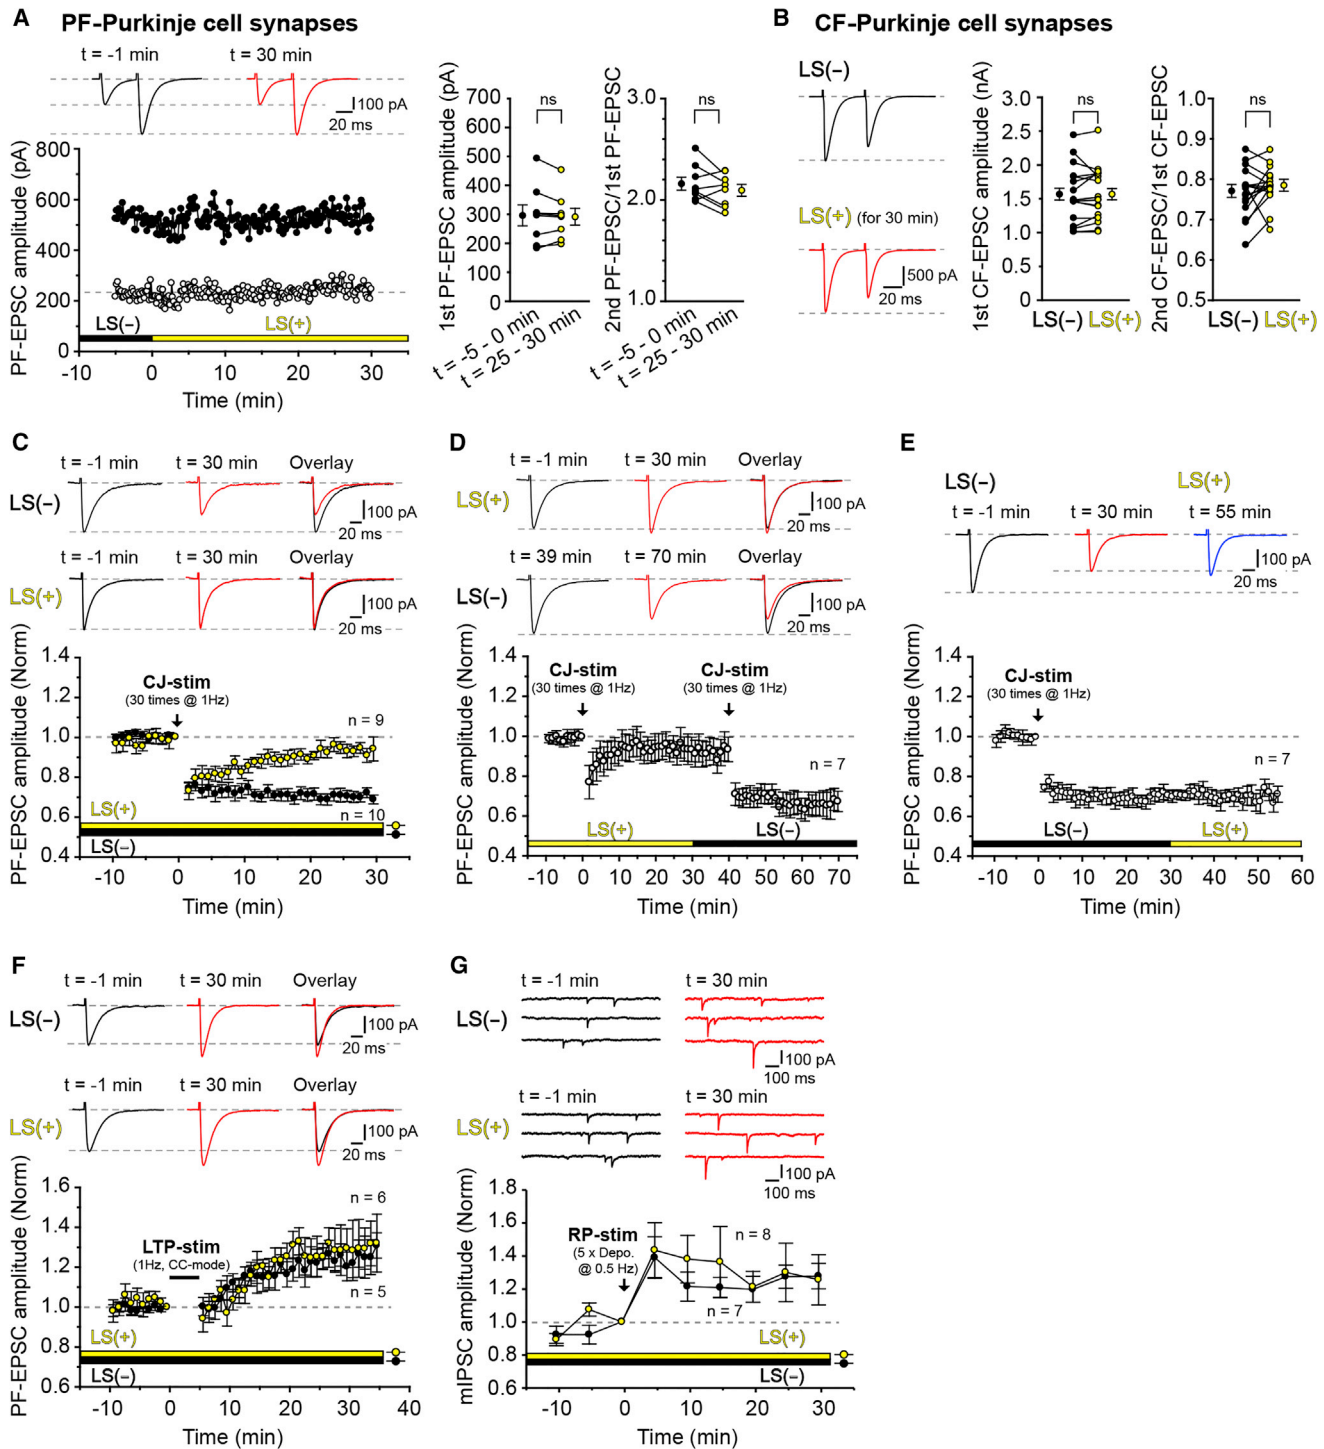 A PF-Purkinje cell synapses
t = -1 min
t = 30 min
100 pA
20 ms
PF-EPSC amplitude (pA)
800
600
400
200
0
LS(−)
LS(+)
-10 0 10 20 30
Time (min)
1st PF-EPSC amplitude (pA)
700
600
500
400
300
200
100
0
ns
t = -5 - 0 min
t = 25 - 30 min
2nd PF-EPSC/1st PF-EPSC
3.0
2.0
1.0
ns
t = -5 - 0 min
t = 25 - 30 min
B CF-Purkinje cell synapses
LS(−)
LS(+) (for 30 min)
500 pA
20 ms
1st CF-EPSC amplitude (nA)
3.0
2.5
2.0
1.5
1.0
0.5
0
ns
LS(−) LS(+)
2nd CF-EPSC/1st CF-EPSC
1.0
0.9
0.8
0.7
0.6
0.5
ns
LS(−) LS(+)
C
t = -1 min t = 30 min Overlay
LS(−)
100 pA
20 ms
t = -1 min t = 30 min Overlay
LS(+)
100 pA
20 ms
PF-EPSC amplitude (Norm)
1.4
1.2
1.0
0.8
0.6
0.4
CJ-stim
(30 times @ 1Hz)
n = 9
n = 10
LS(+)
LS(−)
-10 0 10 20 30
Time (min)
D
t = -1 min t = 30 min Overlay
LS(+)
100 pA
20 ms
t = 39 min t = 70 min Overlay
LS(−)
100 pA
20 ms
PF-EPSC amplitude (Norm)
1.4
1.2
1.0
0.8
0.6
0.4
CJ-stim
(30 times @ 1Hz)
CJ-stim
(30 times @ 1Hz)
n = 7
LS(+) LS(−)
-10 0 10 20 30 40 50 60 70
Time (min)
E
LS(−) LS(+)
t = -1 min t = 30 min t = 55 min
100 pA
20 ms
PF-EPSC amplitude (Norm)
1.4
1.2
1.0
0.8
0.6
0.4
CJ-stim
(30 times @ 1Hz)
n = 7
LS(−) LS(+)
-10 0 10 20 30 40 50 60
Time (min)
F
t = -1 min t = 30 min Overlay
LS(−)
100 pA
20 ms
t = -1 min t = 30 min Overlay
LS(+)
100 pA
20 ms
PF-EPSC amplitude (Norm)
1.6
1.4
1.2
1.0
0.8
0.6
LTP-stim
(1Hz, CC-mode)
n = 6
n = 5
LS(+)
LS(−)
-10 0 10 20 30 40
Time (min)
G
t = -1 min t = 30 min
LS(−)
100 pA
100 ms
t = -1 min t = 30 min
LS(+)
100 pA
100 ms
mIPSC amplitude (Norm)
1.8
1.6
1.4
1.2
1.0
0.8
0.6
RP-stim
(5 x Depo.
@ 0.5 Hz)
n = 8
n = 7
LS(+)
LS(−)
-10 0 10 20 30
Time (min)